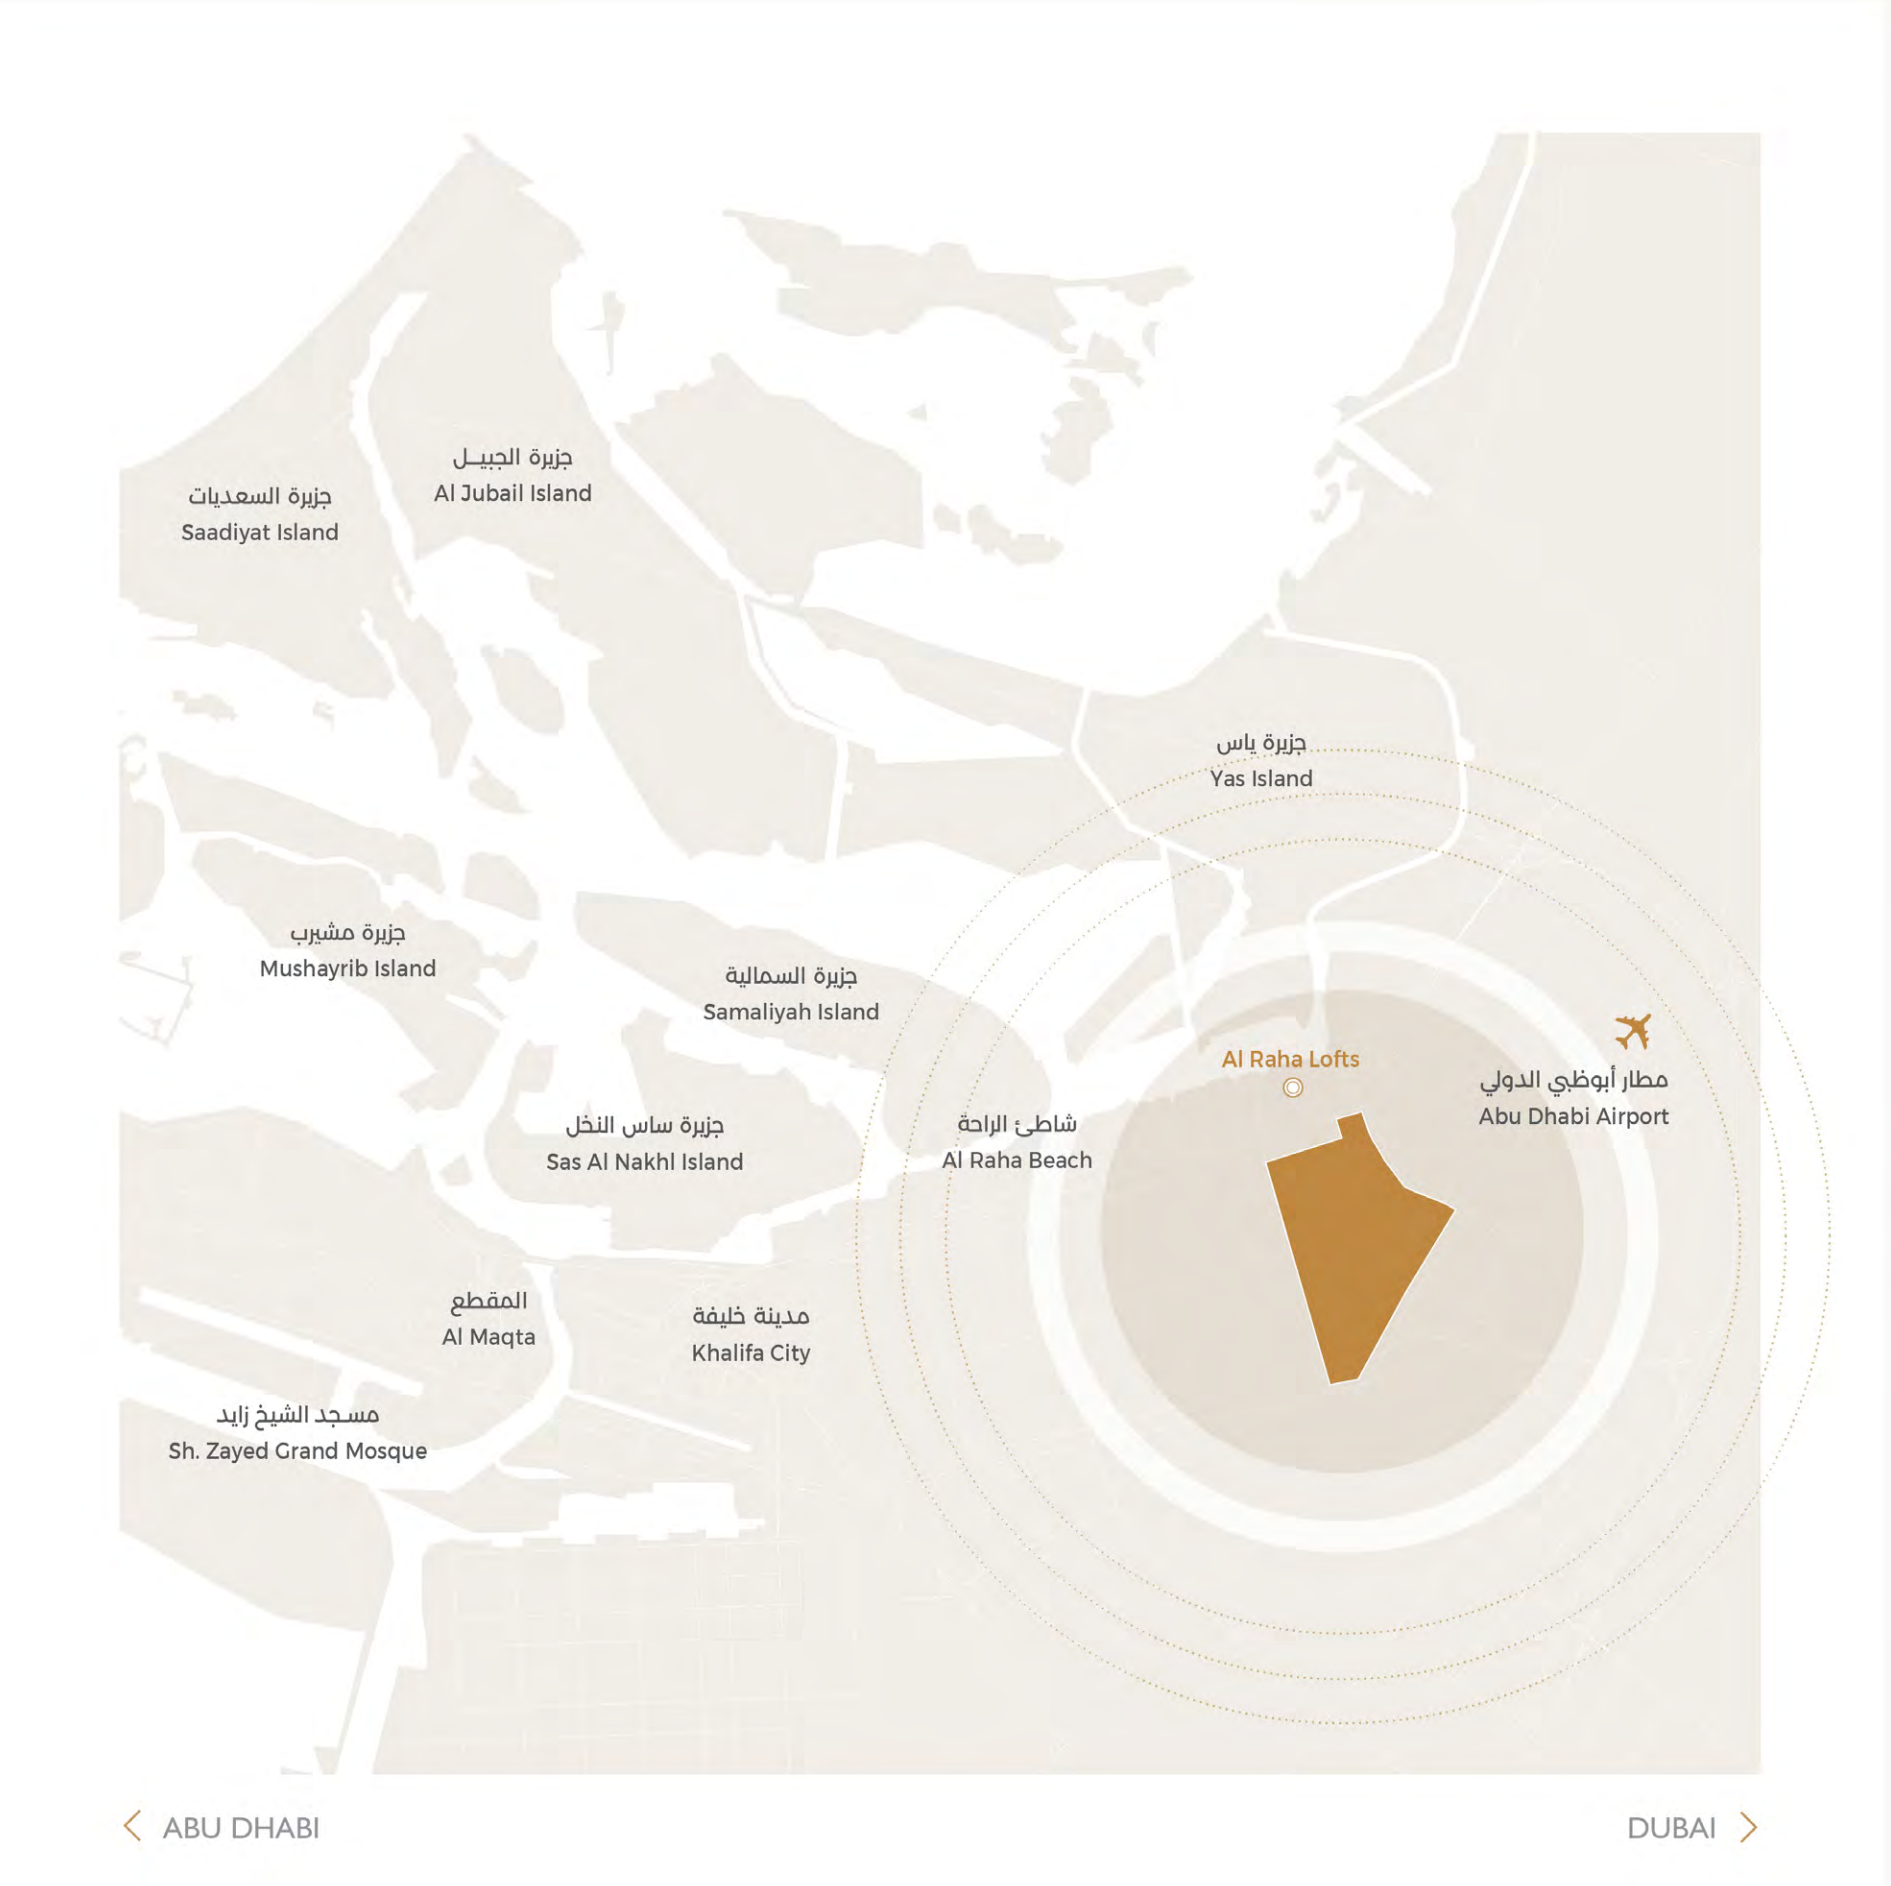 جزيرة الجبيــل
Al Jubail Island
جزيرة السعديات
Saadiyat Island
جزيرة ياس
Yas Island
جزيرة مشيرب
Mushayrib Island
جزيرة السمالية
Samaliyah Island
Al Raha Lofts
مطار أبوظبي الدولي
Abu Dhabi Airport
جزيرة ساس النخل
Sas Al Nakhl Island
شاطئ الراحة
Al Raha Beach
المقطع
Al Maqta
مدينة خليفة
Khalifa City
مسجد الشيخ زايد
Sh. Zayed Grand Mosque
ABU DHABI
DUBAI